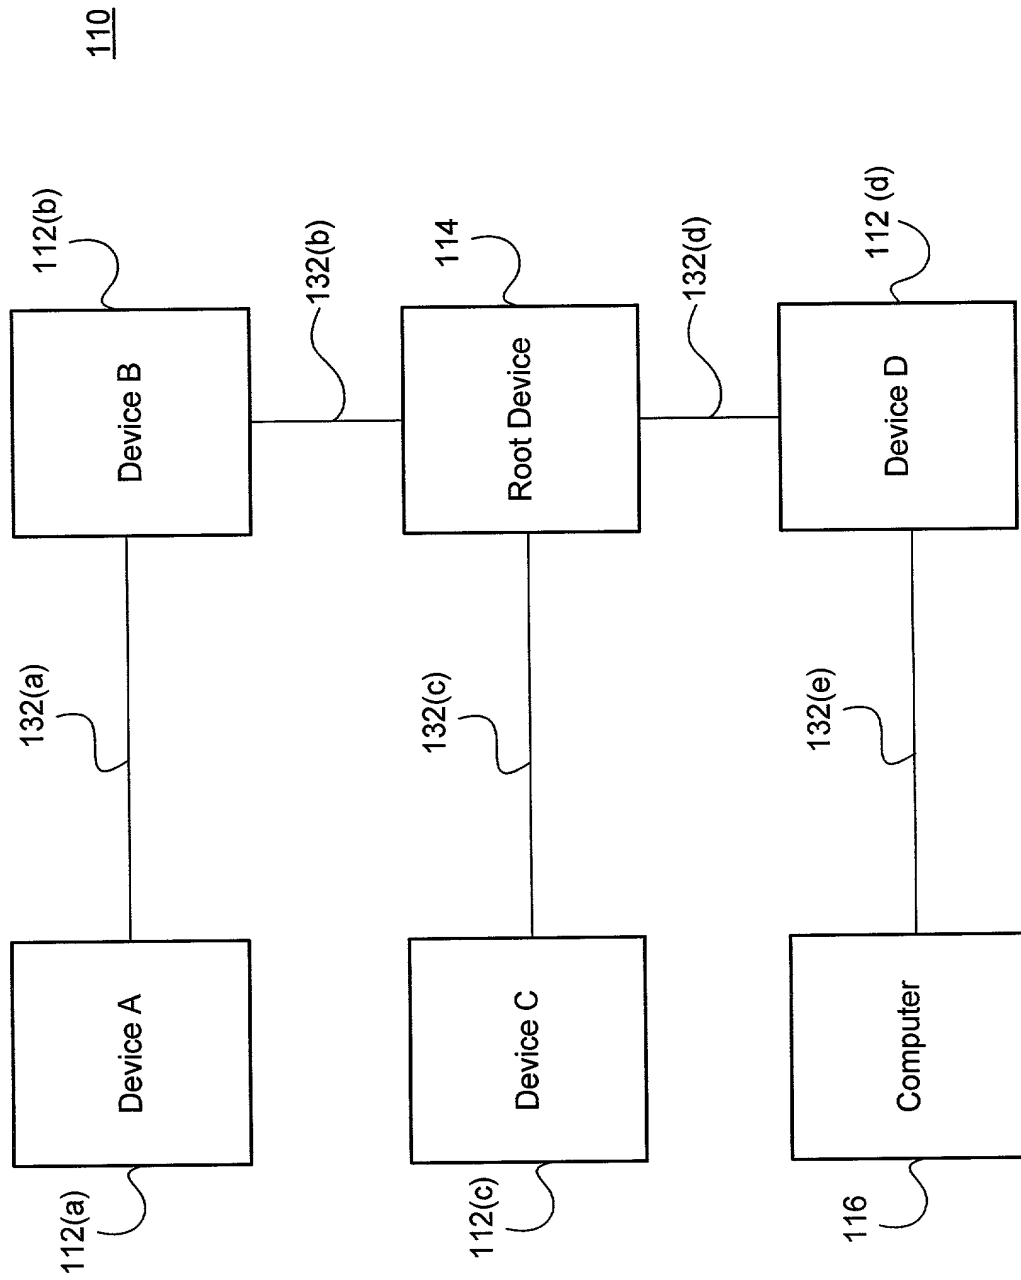 110
112(a)
Device A
132(a)
Device B
112(b)
132(b)
112(c)
Device C
132(c)
Root Device
114
132(d)
116
Computer
132(e)
Device D
112 (d)